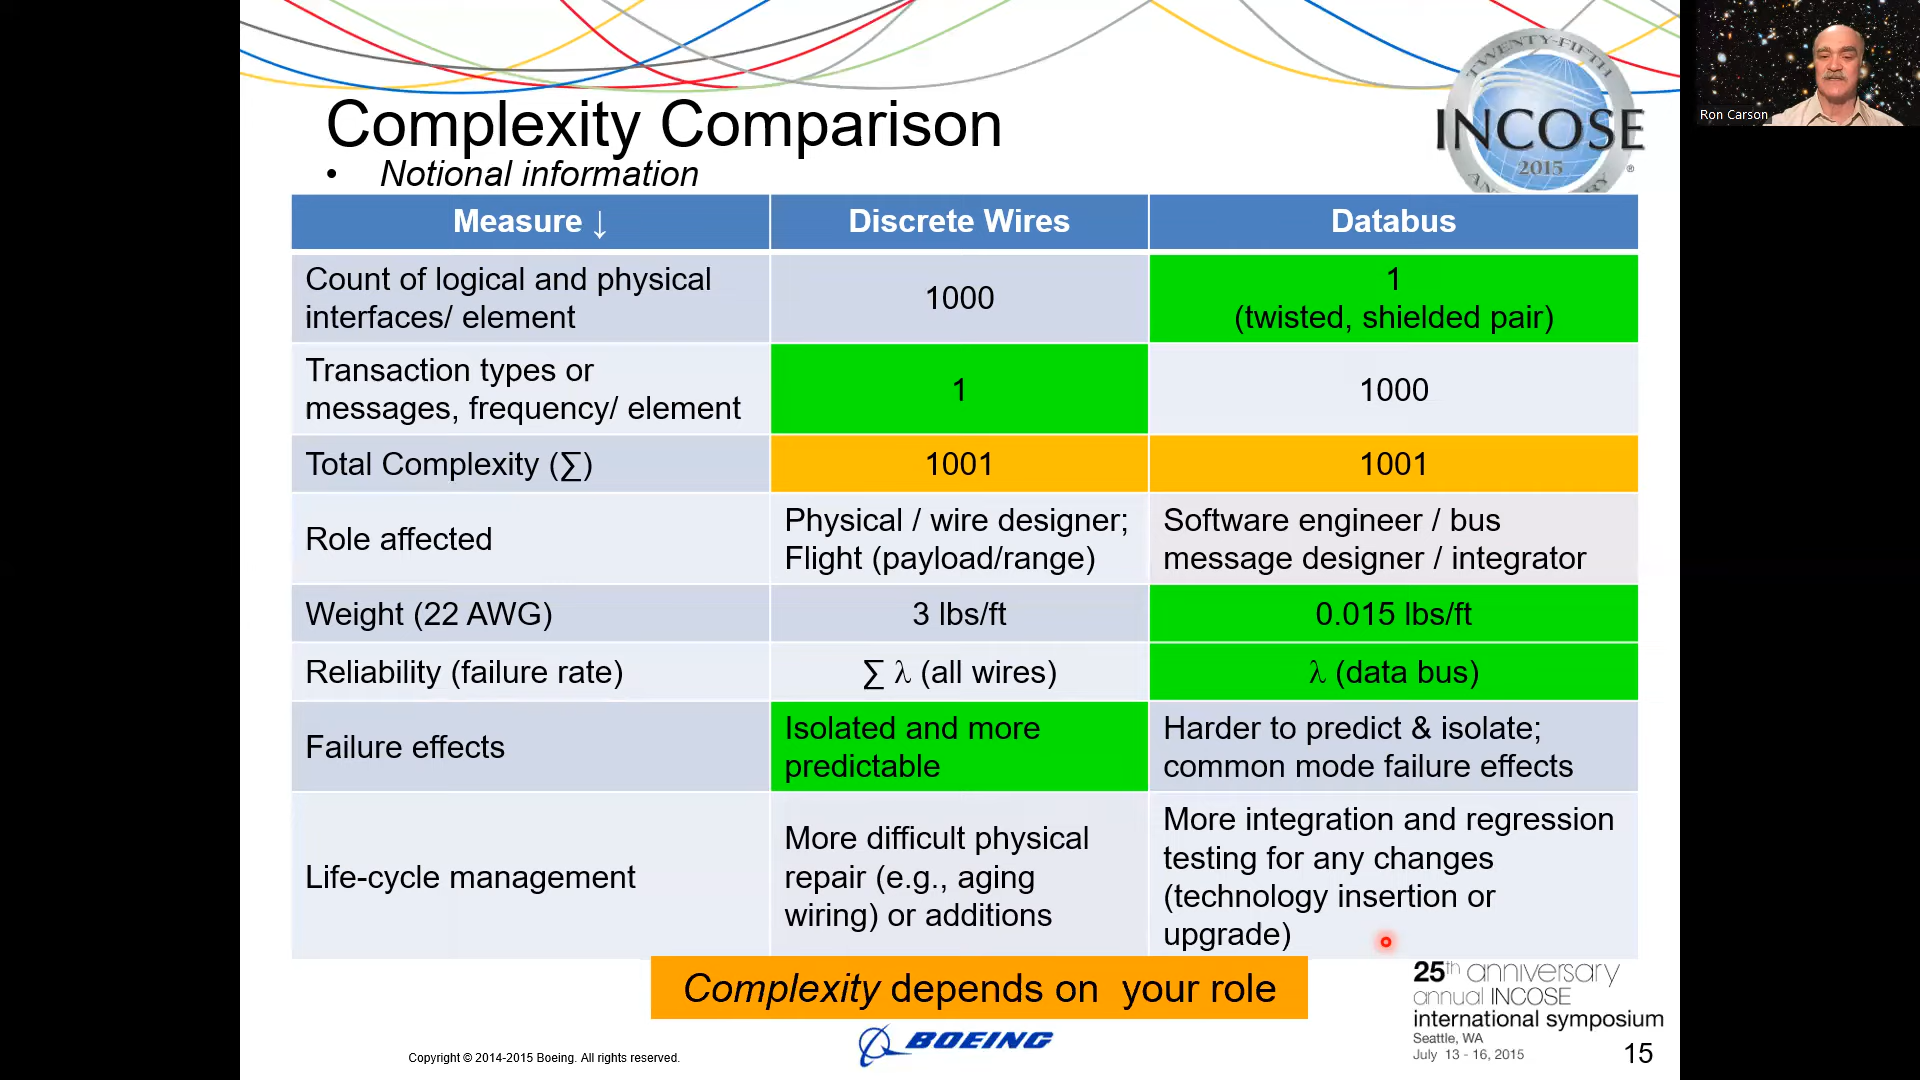 TWENTY-FIFTH
INCOSE
2015
®
Ron Carson
Complexity Comparison
• Notional information
Measure ↓ Discrete Wires Databus
Count of logical and physical
interfaces/ element
1000
1
(twisted, shielded pair)
Transaction types or
messages, frequency/ element
1
1000
Total Complexity (∑) 1001 1001
Role affected
Physical / wire designer;
Flight (payload/range)
Software engineer / bus
message designer / integrator
Weight (22 AWG) 3 lbs/ft 0.015 lbs/ft
Reliability (failure rate) ∑ λ (all wires) λ (data bus)
Failure effects
Isolated and more
predictable
Harder to predict & isolate;
common mode failure effects
Life-cycle management
More difficult physical
repair (e.g., aging
wiring) or additions
More integration and regression
testing for any changes
(technology insertion or
upgrade)
Complexity depends on your role
25th anniversary
annual INCOSE
international symposium
Seattle, WA
July 13 - 16, 2015
BOEING
Copyright © 2014-2015 Boeing. All rights reserved.
15